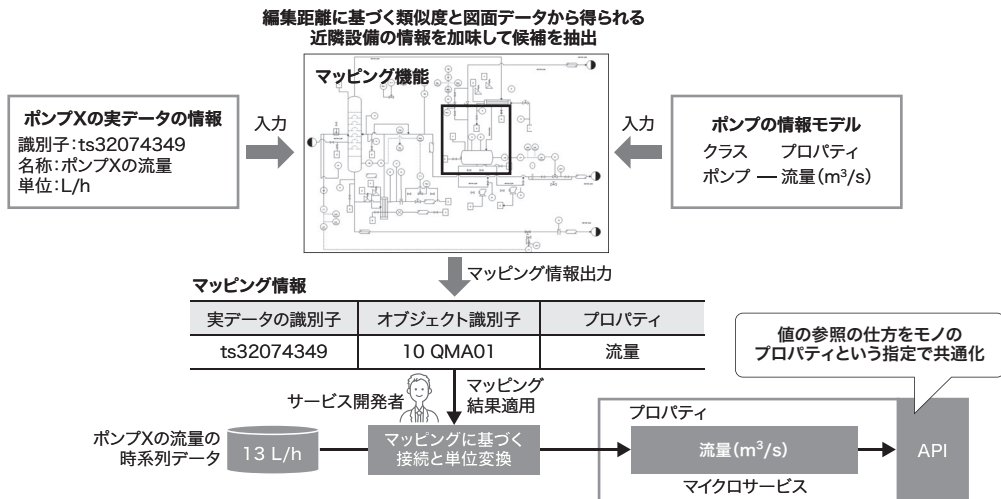 編集距離に基づく類似度と図面データから得られる
近隣設備の情報を加味して候補を抽出
マッピング機能
ポンプXの実データの情報
識別子:ts32074349
名称:ポンプXの流量
単位:L/h
入力
入力
ポンプの情報モデル
クラス プロパティ
ポンプ ― 流量(m³/s)
マッピング情報出力
マッピング情報
実データの識別子 オブジェクト識別子 プロパティ
ts32074349 10 QMA01 流量
値の参照の仕方をモノの
プロパティという指定で共通化
サービス開発者
マッピング
結果適用
ポンプXの流量の
時系列データ
13 L/h
マッピングに基づく
接続と単位変換
プロパティ
流量(m³/s)
マイクロサービス
API